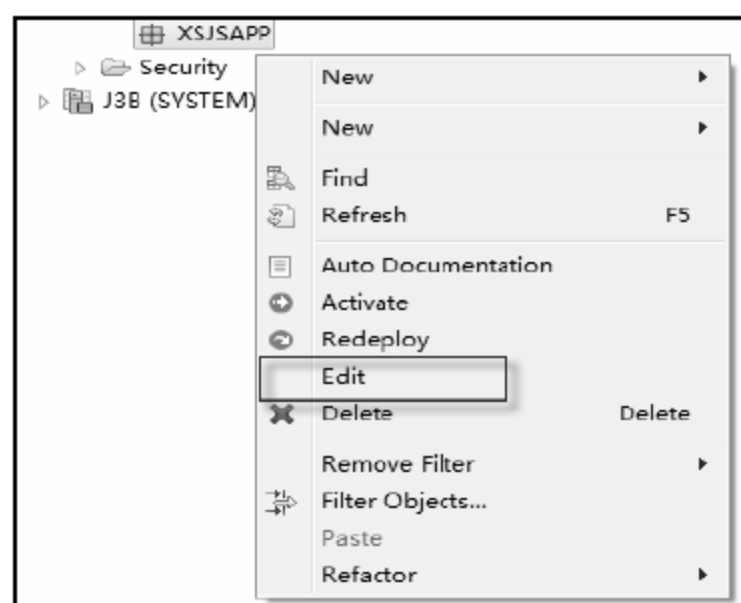 XSJSAPP
Security
J3B (SYSTEM)
New
New
Find
Refresh F5
Auto Documentation
Activate
Redeploy
Edit
Delete Delete
Remove Filter
Filter Objects...
Paste
Refactor